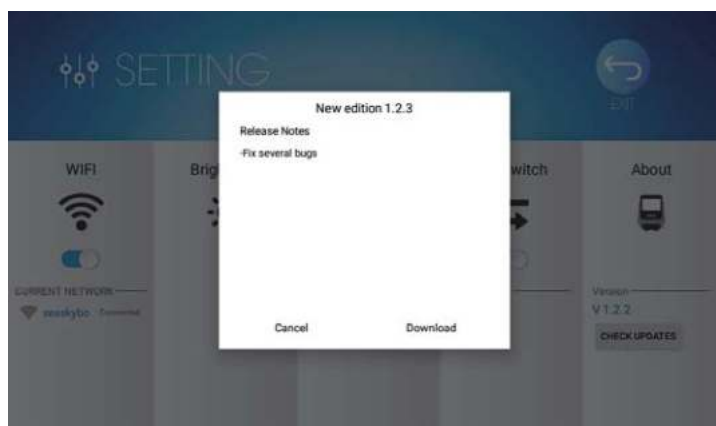 SETTING
EXIT
New edition 1.2.3
Release Notes
-Fix several bugs
WIFI
Brig
witch
About
CURRENT NETWORK
Version
V 1.2.2
CHECK UPDATES
Cancel
Download